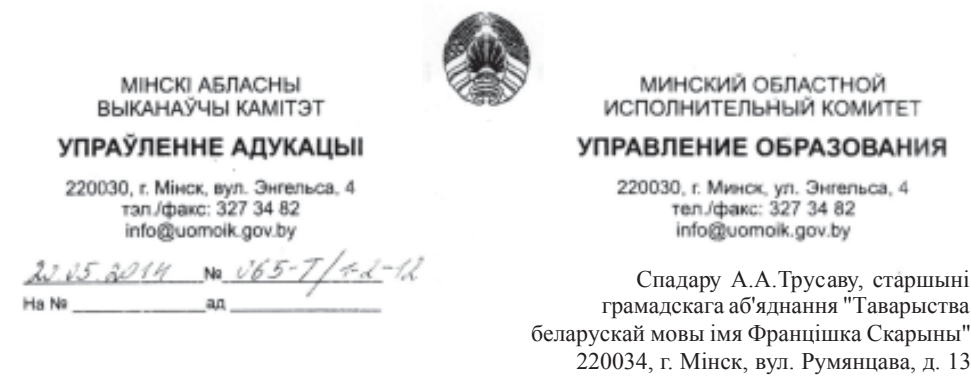 МІНСКІ АБЛАСНЫ
ВЫКАНАЎЧЫ КАМІТЭТ
УПРАЎЛЕННЕ АДУКАЦЫІ
220030, г. Мінск, вул. Энгельса, 4
тэл./факс: 327 34 82
info@uomoik.gov.by
05.2014 №
На № ад
МИНСКИЙ ОБЛАСТНОЙ
ИСПОЛНИТЕЛЬНЫЙ КОМИТЕТ
УПРАВЛЕНИЕ ОБРАЗОВАНИЯ
220030, г. Минск, ул. Энгельса, 4
тел./факс: 327 34 82
info@uomoik.gov.by
Спадару А.А.Трусаву, старшыні
грамадскага аб'яднання "Таварыства
беларускай мовы імя Францішка Скарыны"
220034, г. Мінск, вул. Румянцава, д. 13